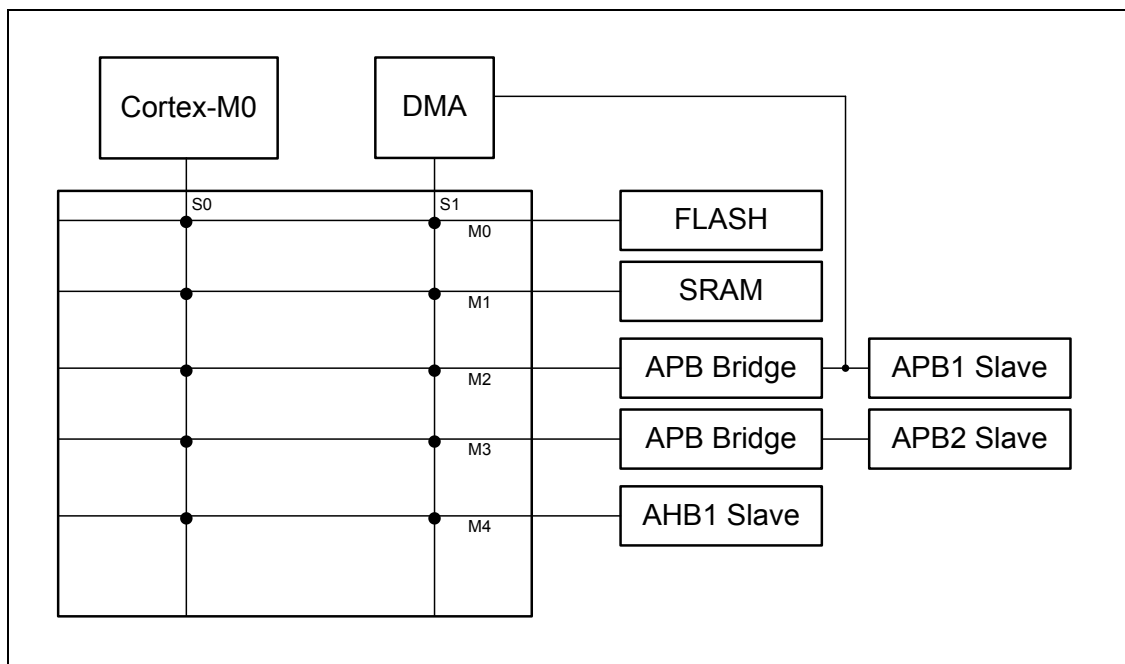 Cortex-M0
DMA
S0
S1
M0
FLASH
M1
SRAM
M2
APB Bridge
APB1 Slave
M3
APB Bridge
APB2 Slave
M4
AHB1 Slave